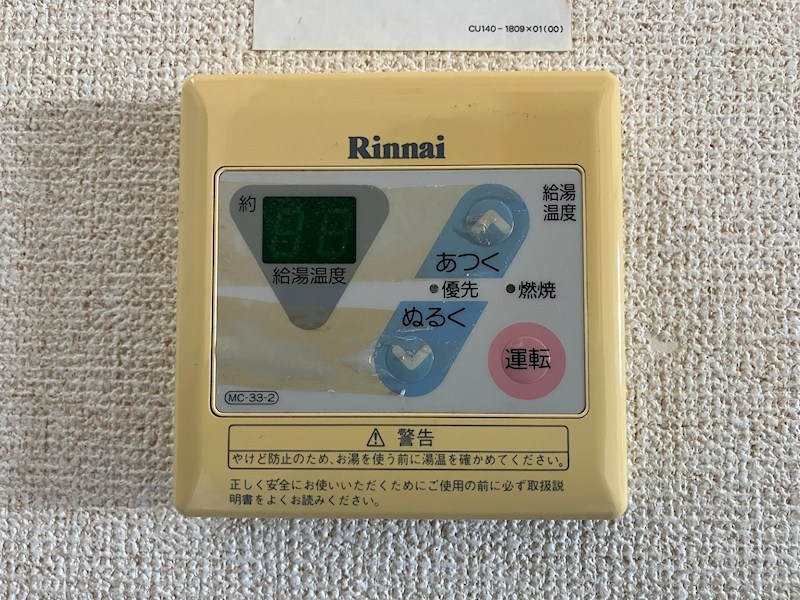 CU140-1809×01(00)
Rinnai
約
給湯温度
給湯
温度
あつく
優先 燃焼
ぬるく
運転
MC-33-2
警告
やけど防止のため、お湯を使う前に湯温を確かめてください。
正しく安全にお使いいただくためにご使用の前に必ず取扱説
明書をよくお読みください。